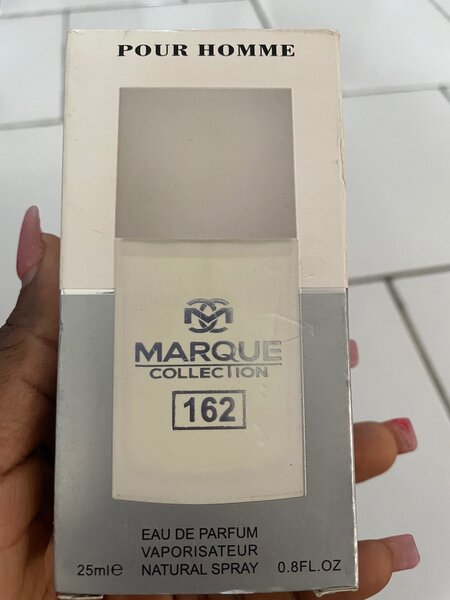 POUR HOMME
MARQUE
COLLECTION
162
EAU DE PARFUM
VAPORISATEUR
25ml℮ NATURAL SPRAY 0.8FL.OZ